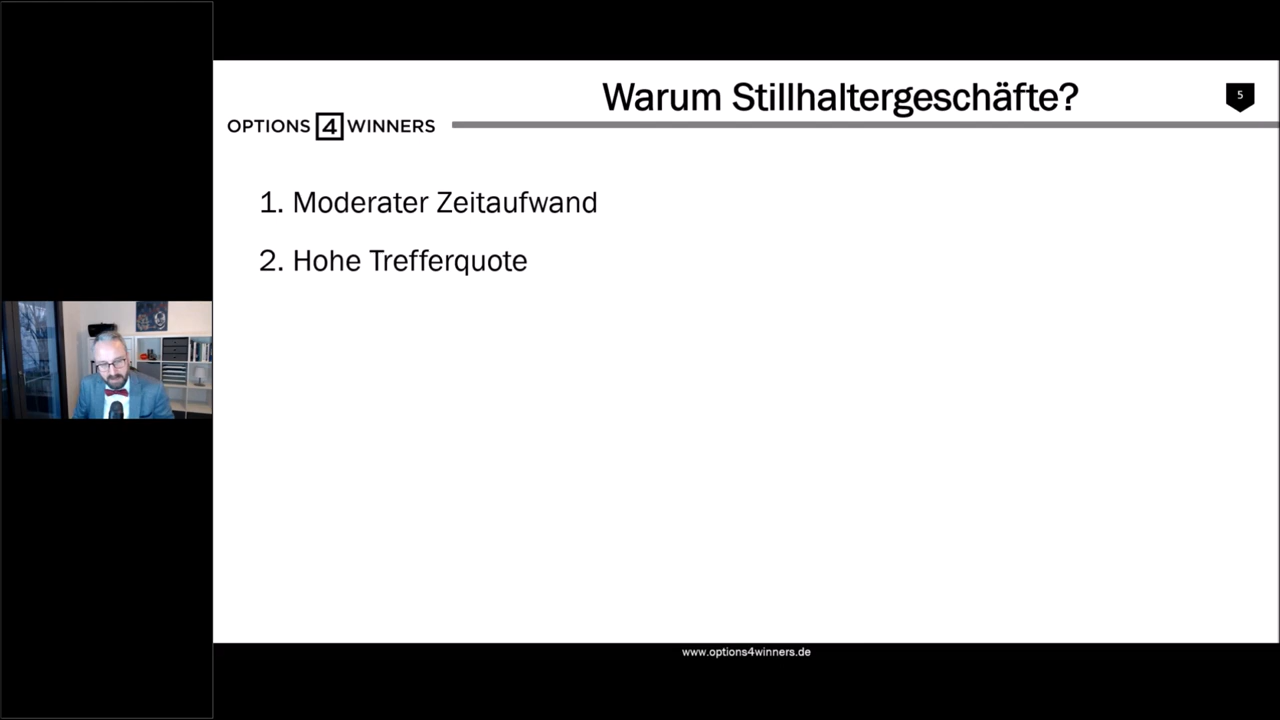 Warum Stillhaltergeschäfte?
5
OPTIONS 4 WINNERS
1. Moderater Zeitaufwand
2. Hohe Trefferquote
www.options4winners.de